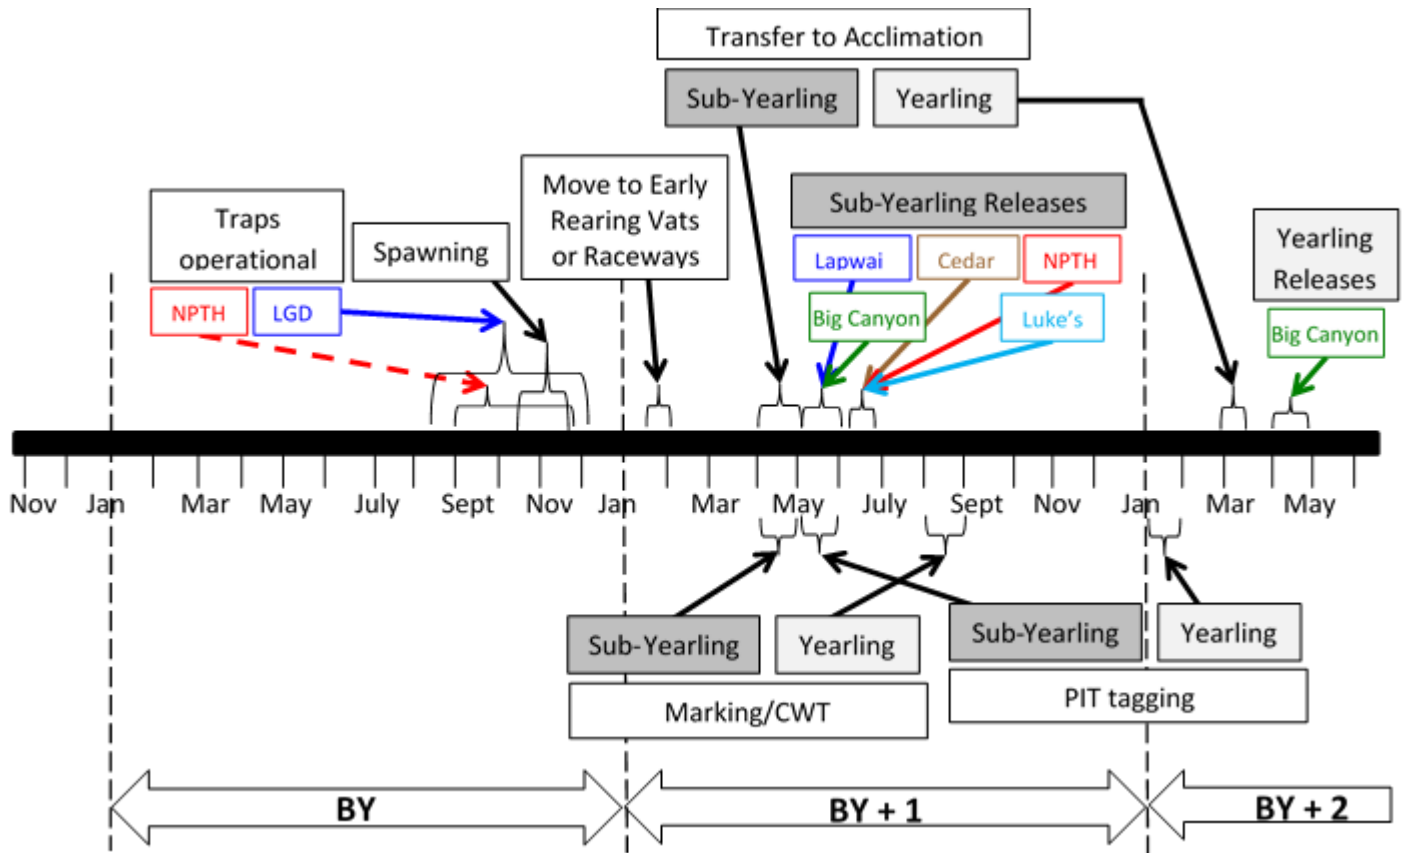 Transfer to Acclimation
Sub-Yearling
Yearling
Traps
operational
NPTH
LGD
Spawning
Move to Early
Rearing Vats
or Raceways
Sub-Yearling Releases
Lapwai
Cedar
NPTH
Big Canyon
Luke's
Yearling
Releases
Big Canyon
Nov Jan Mar May July Sept Nov Jan Mar May July Sept Nov Jan Mar May
Sub-Yearling
Yearling
Marking/CWT
Sub-Yearling
Yearling
PIT tagging
BY
BY + 1
BY + 2